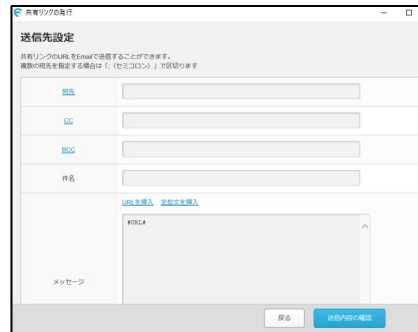 共有リンクの発行
送信先設定
共有リンクのURLをEmailで送信することができます。
複数の宛先を指定する場合は「;（セミコロン）」で区切ります
宛先
CC
BCC
件名
URLを挿入 定型文を挿入
#URL#
メッセージ
戻る 送信内容の確認